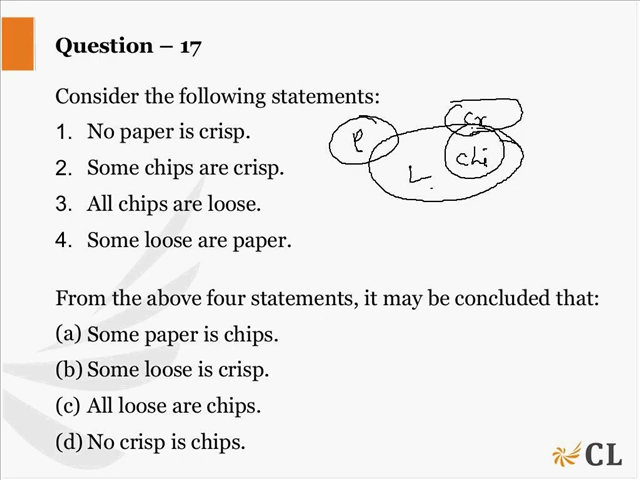 Question – 17
Consider the following statements:
1. No paper is crisp.
2. Some chips are crisp.
3. All chips are loose.
4. Some loose are paper.
Cr
P
chi
L
From the above four statements, it may be concluded that:
(a) Some paper is chips.
(b) Some loose is crisp.
(c) All loose are chips.
(d) No crisp is chips.
CL